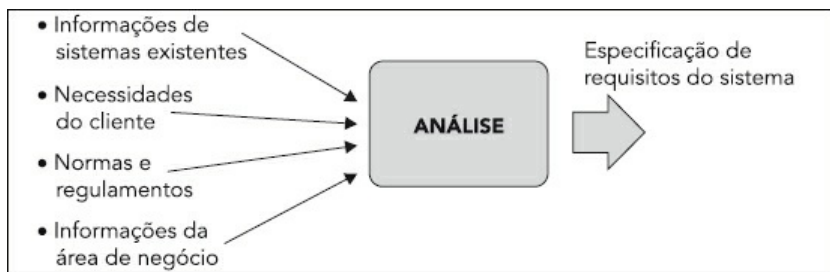 • Informações de
sistemas existentes
• Necessidades
do cliente
• Normas e
regulamentos
• Informações da
área de negócio
ANÁLISE
Especificação de
requisitos do sistema